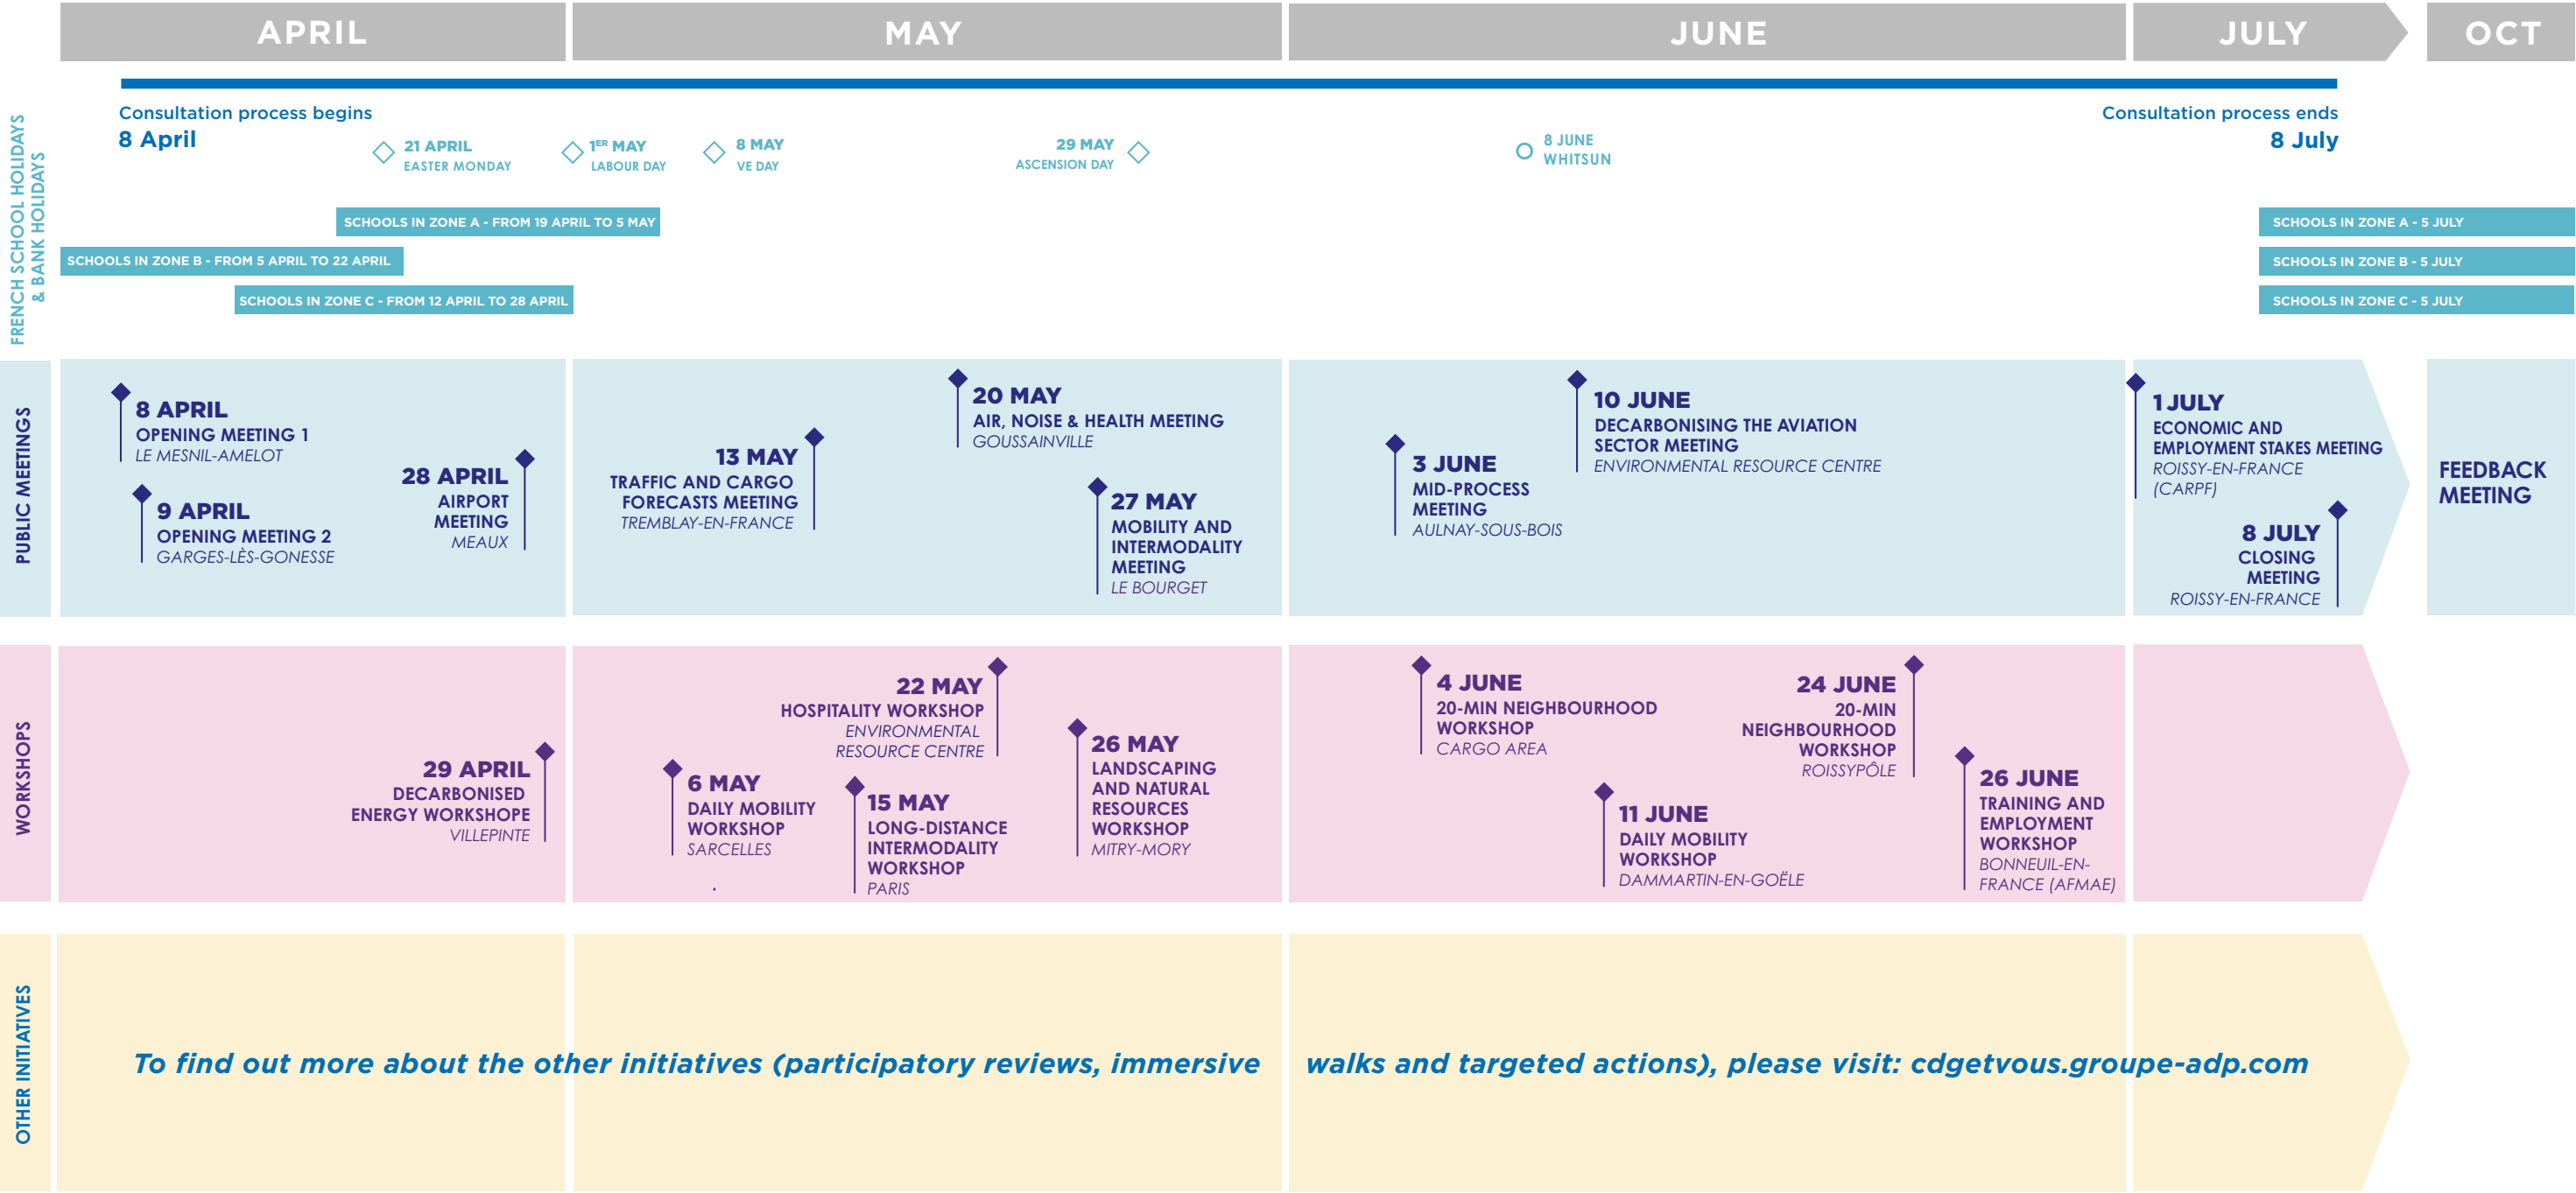 APRIL
MAY
JUNE
JULY
OCT
FRENCH SCHOOL HOLIDAYS
& BANK HOLIDAYS
Consultation process begins
8 April
Consultation process ends
8 July
21 APRIL
EASTER MONDAY
1ER MAY
LABOUR DAY
8 MAY
VE DAY
29 MAY
ASCENSION DAY
8 JUNE
WHITSUN
SCHOOLS IN ZONE A - FROM 19 APRIL TO 5 MAY
SCHOOLS IN ZONE B - FROM 5 APRIL TO 22 APRIL
SCHOOLS IN ZONE C - FROM 12 APRIL TO 28 APRIL
SCHOOLS IN ZONE A - 5 JULY
SCHOOLS IN ZONE B - 5 JULY
SCHOOLS IN ZONE C - 5 JULY
PUBLIC MEETINGS
8 APRIL
OPENING MEETING 1
LE MESNIL-AMELOT
9 APRIL
OPENING MEETING 2
GARGES-LÈS-GONESSE
28 APRIL
AIRPORT
MEETING
MEAUX
13 MAY
TRAFFIC AND CARGO
FORECASTS MEETING
TREMBLAY-EN-FRANCE
20 MAY
AIR, NOISE & HEALTH MEETING
GOUSSAINVILLE
27 MAY
MOBILITY AND
INTERMODALITY
MEETING
LE BOURGET
3 JUNE
MID-PROCESS
MEETING
AULNAY-SOUS-BOIS
10 JUNE
DECARBONISING THE AVIATION
SECTOR MEETING
ENVIRONMENTAL RESOURCE CENTRE
1 JULY
ECONOMIC AND
EMPLOYMENT STAKES MEETING
ROISSY-EN-FRANCE
(CARPF)
8 JULY
CLOSING
MEETING
ROISSY-EN-FRANCE
FEEDBACK
MEETING
WORKSHOPS
29 APRIL
DECARBONISED
ENERGY WORKSHOPE
VILLEPINTE
6 MAY
DAILY MOBILITY
WORKSHOP
SARCELLES
.
15 MAY
LONG-DISTANCE
INTERMODALITY
WORKSHOP
PARIS
22 MAY
HOSPITALITY WORKSHOP
ENVIRONMENTAL
RESOURCE CENTRE
26 MAY
LANDSCAPING
AND NATURAL
RESOURCES
WORKSHOP
MITRY-MORY
4 JUNE
20-MIN NEIGHBOURHOOD
WORKSHOP
CARGO AREA
11 JUNE
DAILY MOBILITY
WORKSHOP
DAMMARTIN-EN-GOËLE
24 JUNE
20-MIN
NEIGHBOURHOOD
WORKSHOP
ROISSYPÔLE
26 JUNE
TRAINING AND
EMPLOYMENT
WORKSHOP
BONNEUIL-EN-
FRANCE (AFMAE)
OTHER INITIATIVES
To find out more about the other initiatives (participatory reviews, immersive walks and targeted actions), please visit: cdgetvous.groupe-adp.com